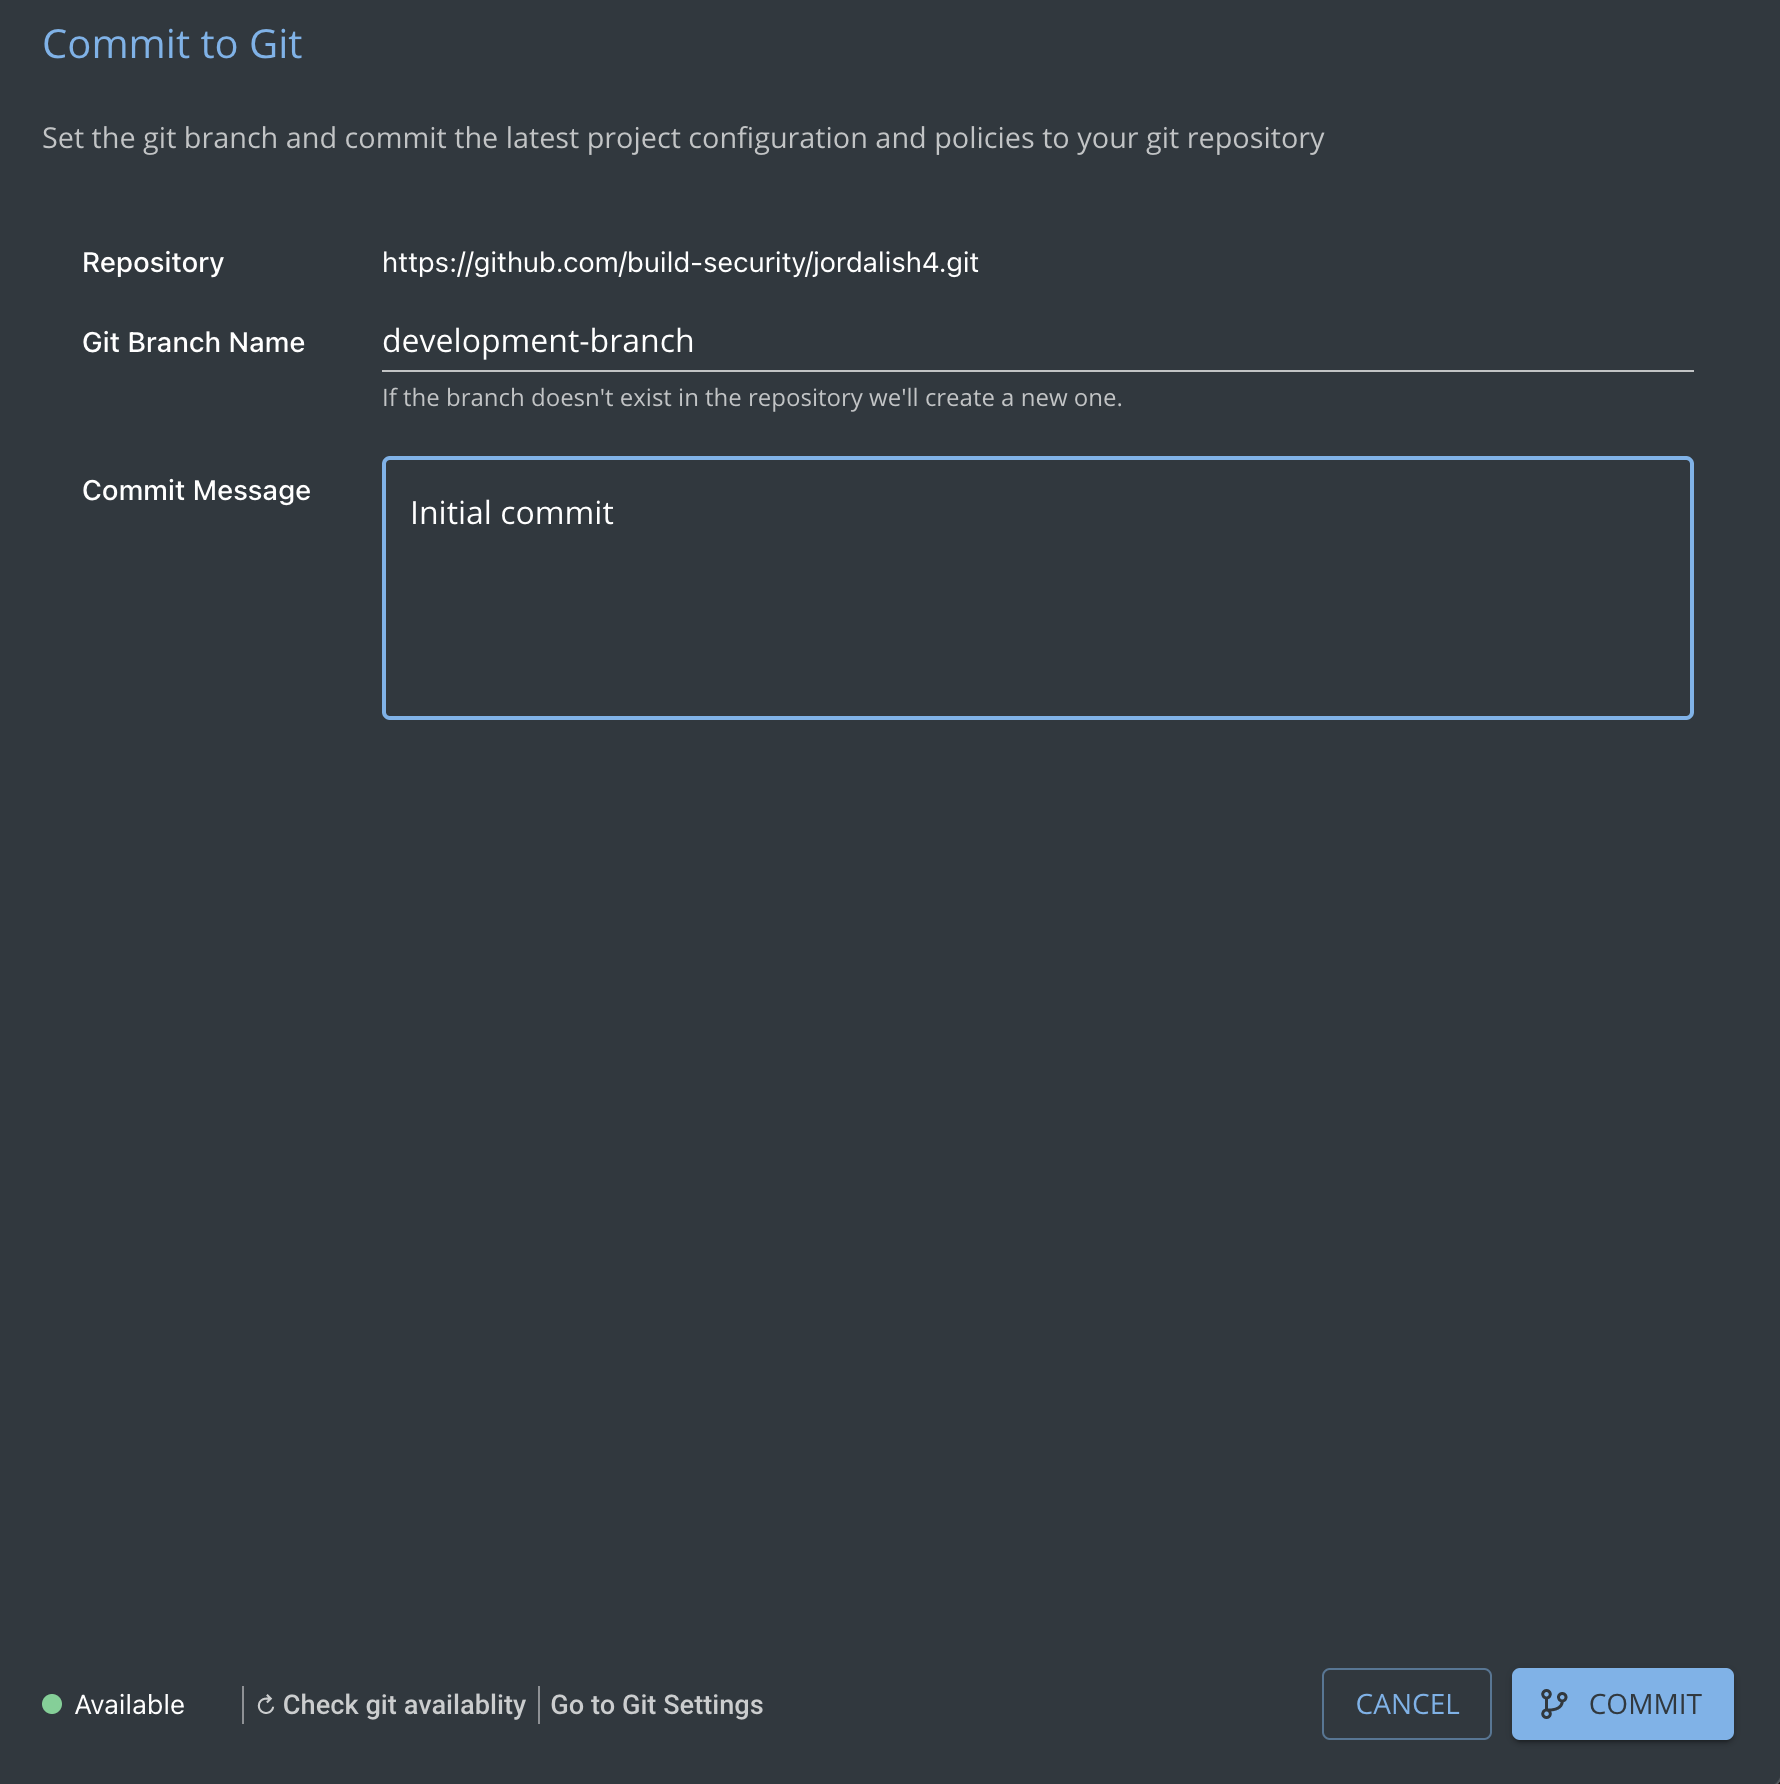 Commit to Git
Set the git branch and commit the latest project configuration and policies to your git repository
Repository
https://github.com/build-security/jordalish4.git
Git Branch Name
development-branch
If the branch doesn't exist in the repository we'll create a new one.
Commit Message
Initial commit
Available
Check git availablity
Go to Git Settings
CANCEL
COMMIT